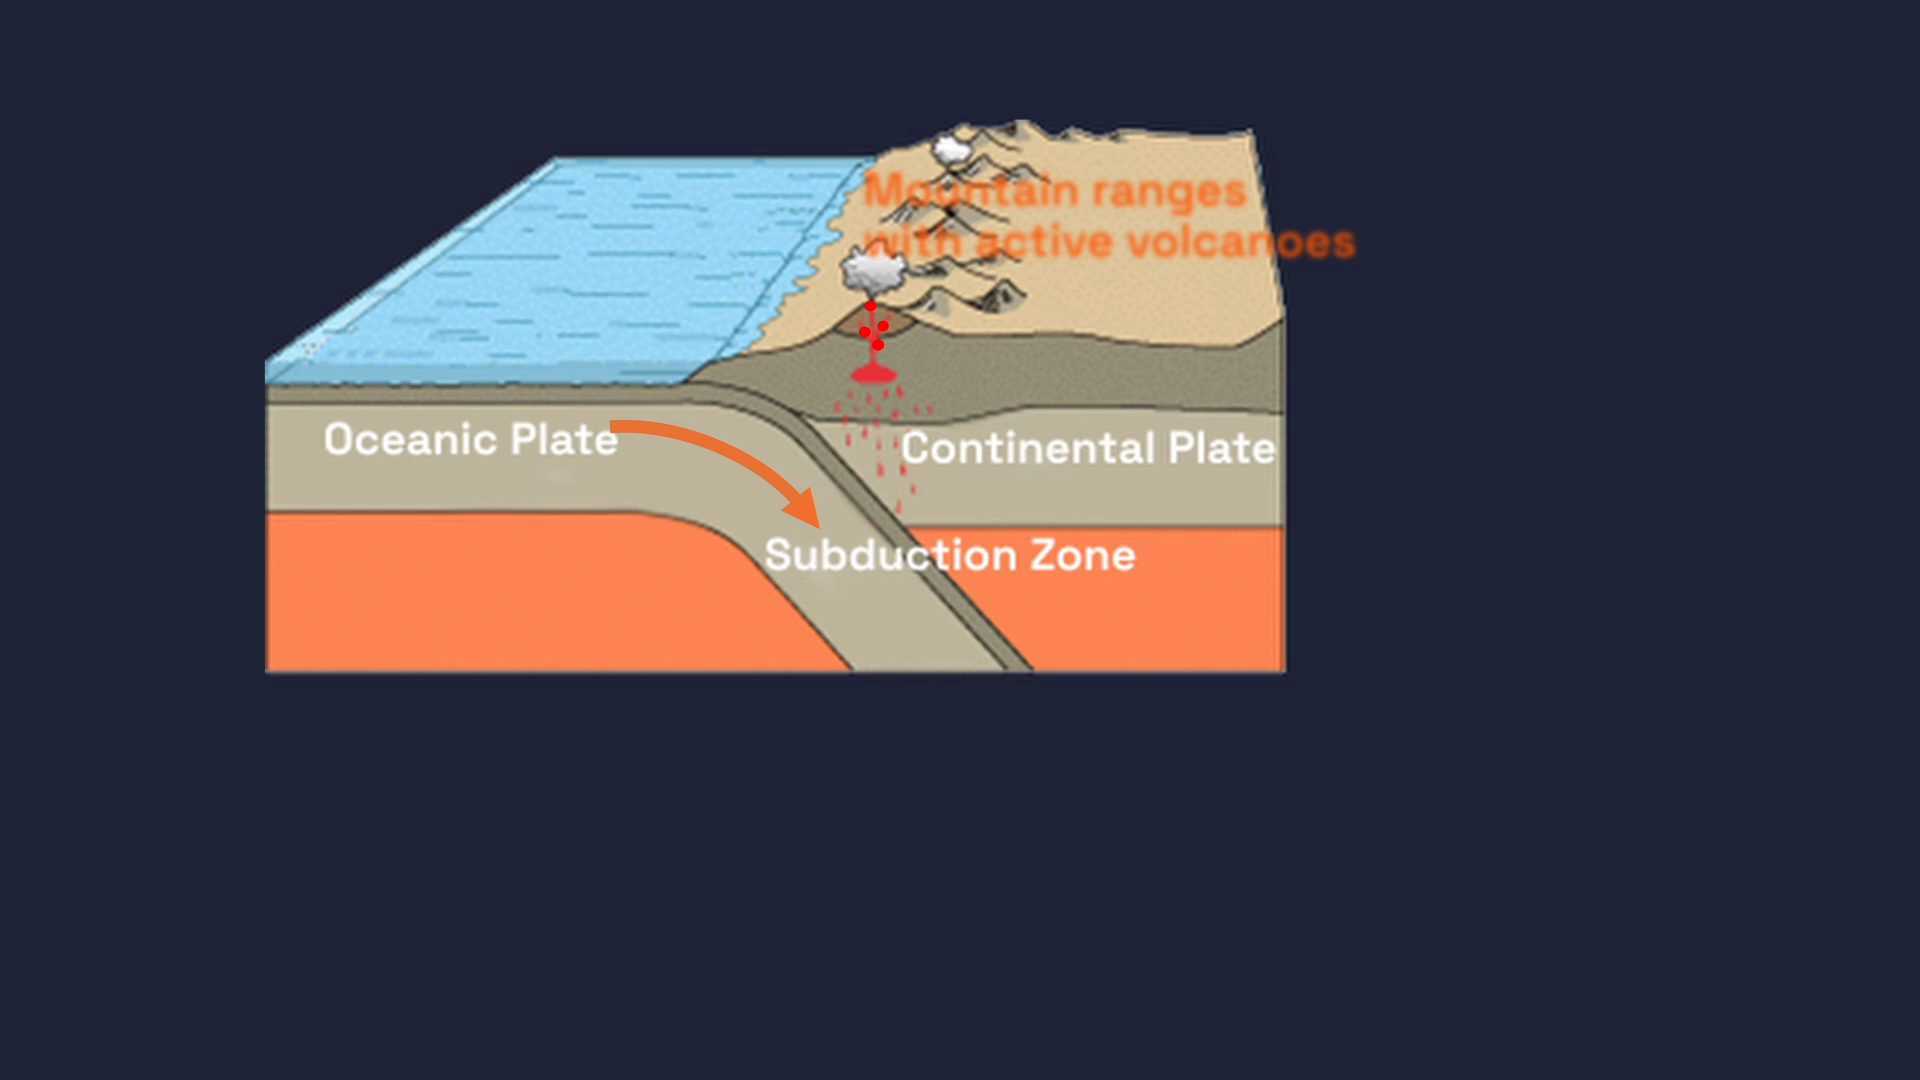 Mountain ranges
with active volcanoes
Oceanic Plate
Continental Plate
Subduction Zone